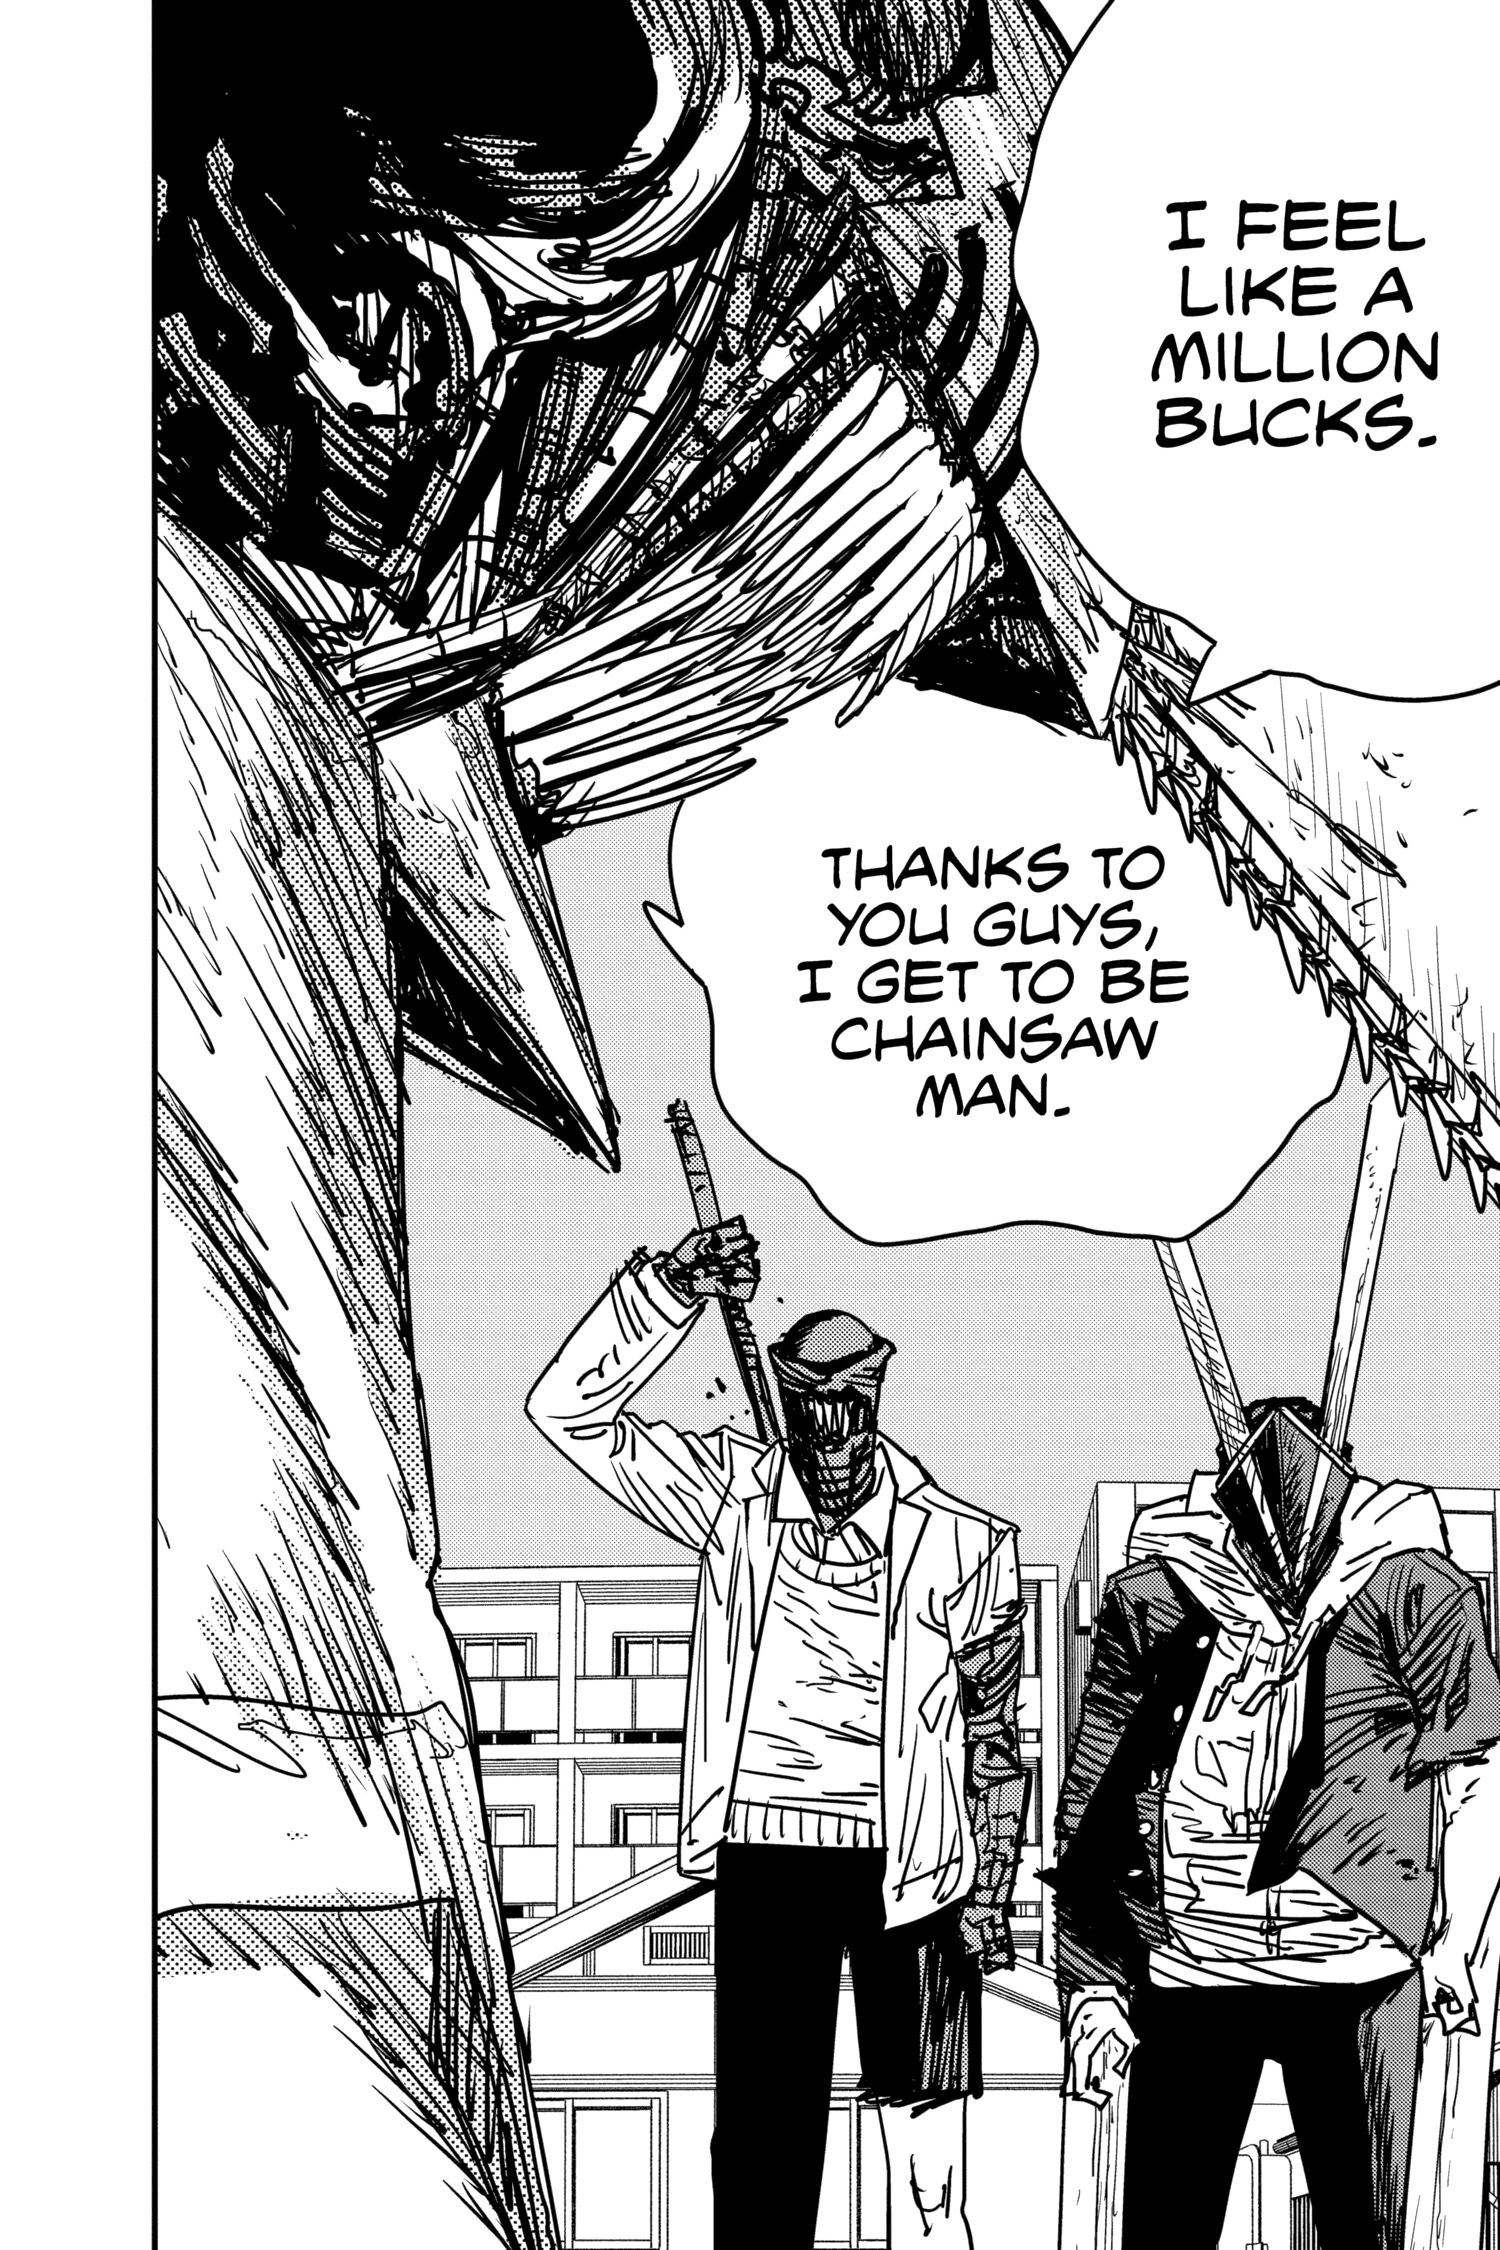 I FEEL
LIKE A
MILLION
BUCKS.
THANKS TO
YOU GUYS,
I GET TO BE
CHAINSAW
MAN.